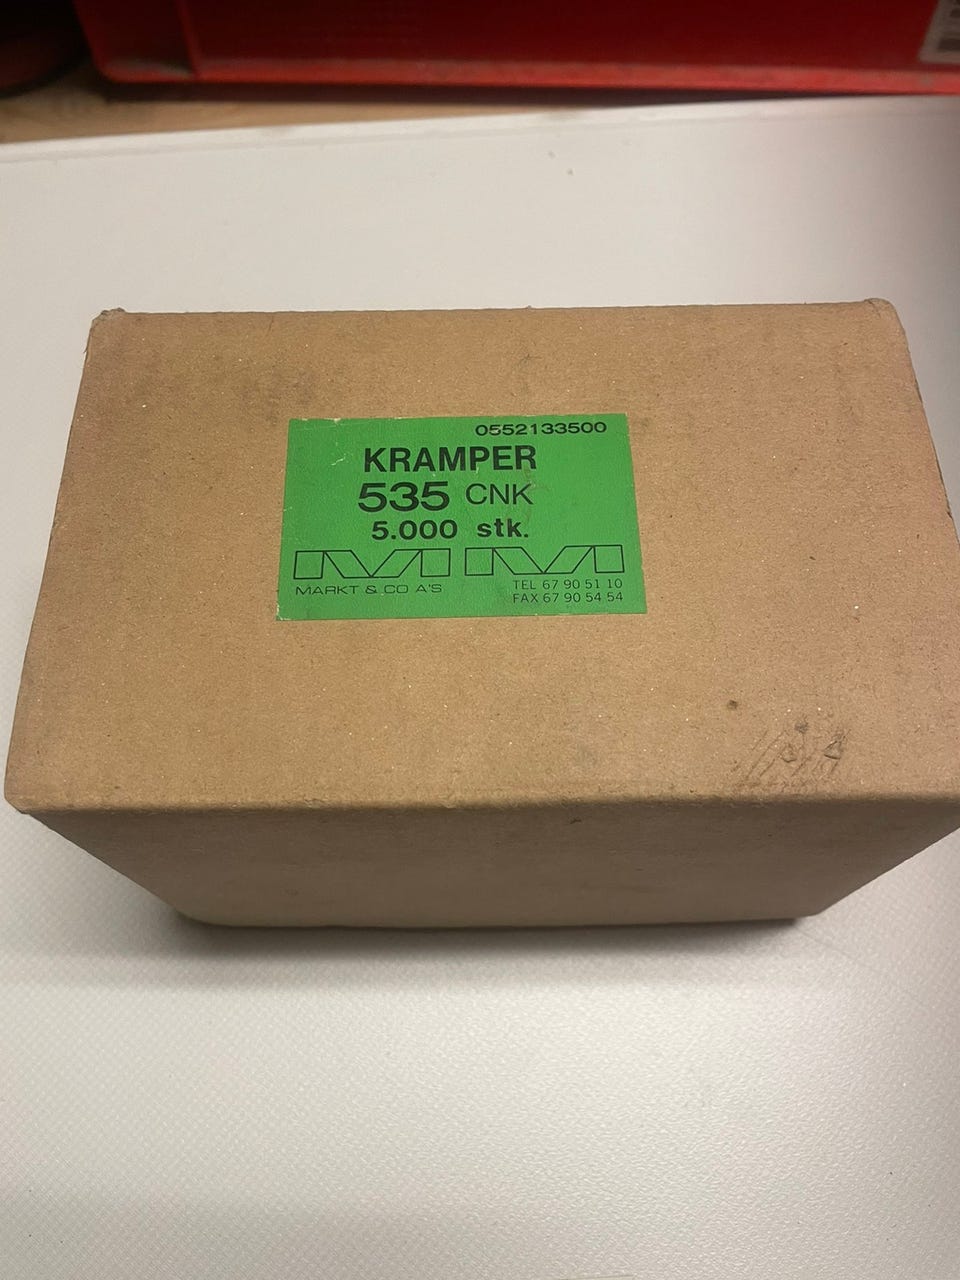 0552133500
KRAMPER
535 CNK
5.000 stk.
MARKT & CO A'S
TEL 67 90 51 10
FAX 67 90 54 54